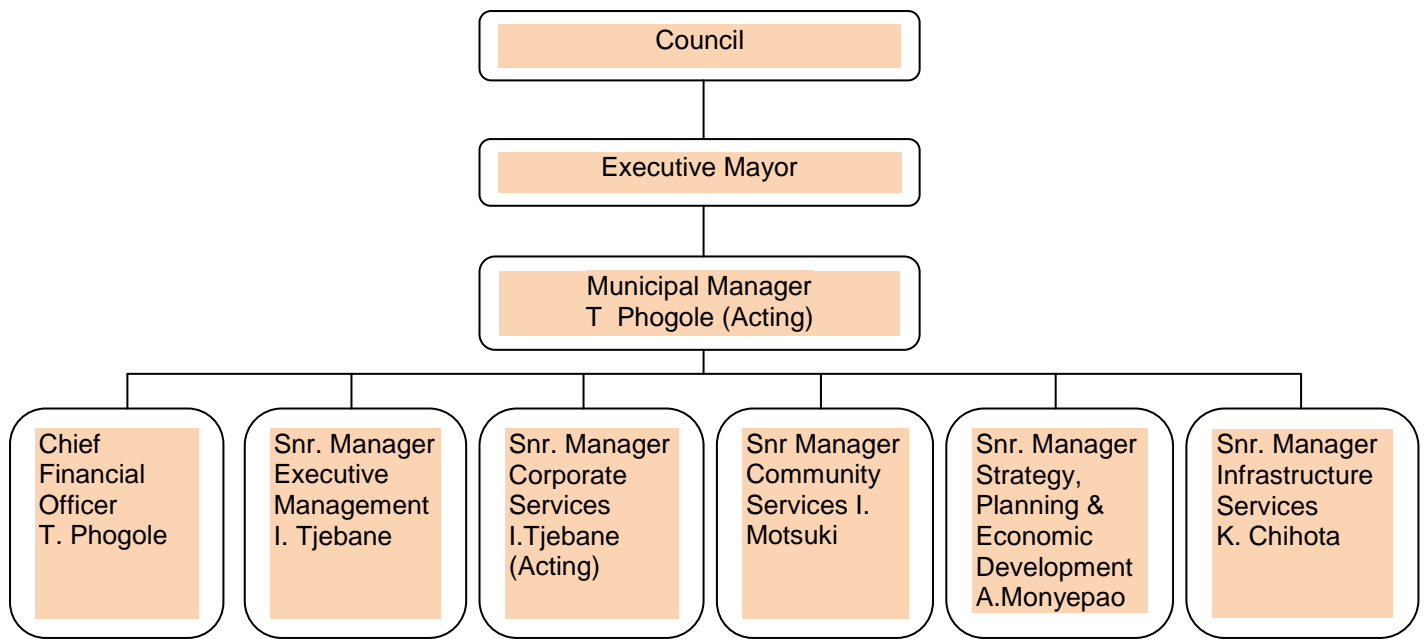 Council
Executive Mayor
Municipal Manager
T Phogole (Acting)
Chief
Financial
Officer
T. Phogole
Snr. Manager
Executive
Management
I. Tjebane
Snr. Manager
Corporate
Services
I.Tjebane
(Acting)
Snr Manager
Community
Services I.
Motsuki
Snr. Manager
Strategy,
Planning &
Economic
Development
A.Monyepao
Snr. Manager
Infrastructure
Services
K. Chihota